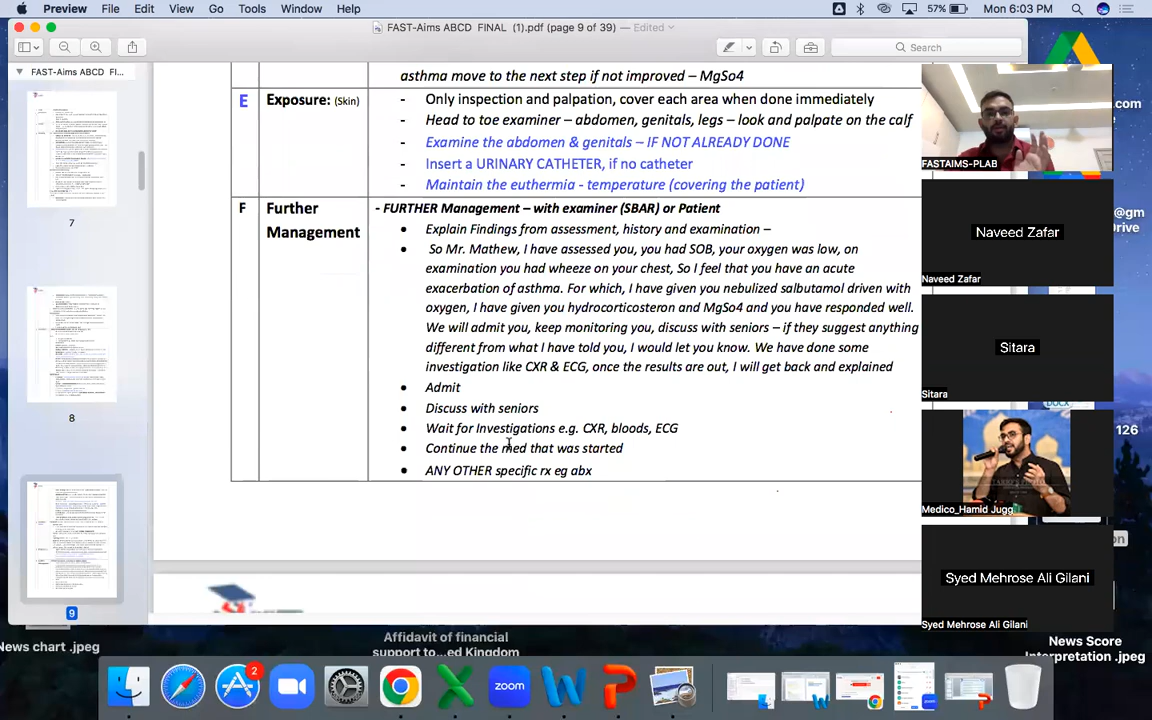 Preview File Edit View Go Tools Window Help 57% Mon 6:03 PM
FAST-Aims ABCD FINAL (1).pdf (page 9 of 39) — Edited
Search
FAST-Aims ABCD FI...
7
8
9
asthma move to the next step if not improved – MgSo4
E Exposure: (Skin) - Only inspection and palpation, cover each area when done immediately
- Head to toe examiner – abdomen, genitals, legs – look and palpate on the calf
- Examine the abdomen & genitals – IF NOT ALREADY DONE
- Insert a URINARY CATHETER, if no catheter
- Maintain the euthermia - temperature (covering the patient)
F Further Management - FURTHER Management – with examiner (SBAR) or Patient
• Explain Findings from assessment, history and examination –
• So Mr. Mathew, I have assessed you, you had SOB, your oxygen was low, on
examination you had wheeze on your chest, So I feel that you have an acute
exacerbation of asthma. For which, I have given you nebulized salbutamol driven with
oxygen, I have given you hydrocortisteron and MgSo4 and you have responded well.
We will admit you, keep monitoring you, discuss with seniors – if they suggest anything
different from what I have told you, I would let you know. We have done some
investigation i.e CXR & ECG, once the results are out, I will get back and explained
• Admit
• Discuss with seniors
• Wait for Investigations e.g. CXR, bloods, ECG
• Continue the med that was started
• ANY OTHER specific rx eg abx
FASTAIMS-PLAB
Naveed Zafar
Naveed Zafar
Sitara
Sitara
Medico_Hamid Jugg
Syed Mehrose Ali Gilani
Syed Mehrose Ali Gilani
.com
@gm
Drive
DOCX
126
on
News chart .jpeg
Affidavit of financial
support to...ed Kingdom
News Score
Interpretation .jpeg
2
zoom